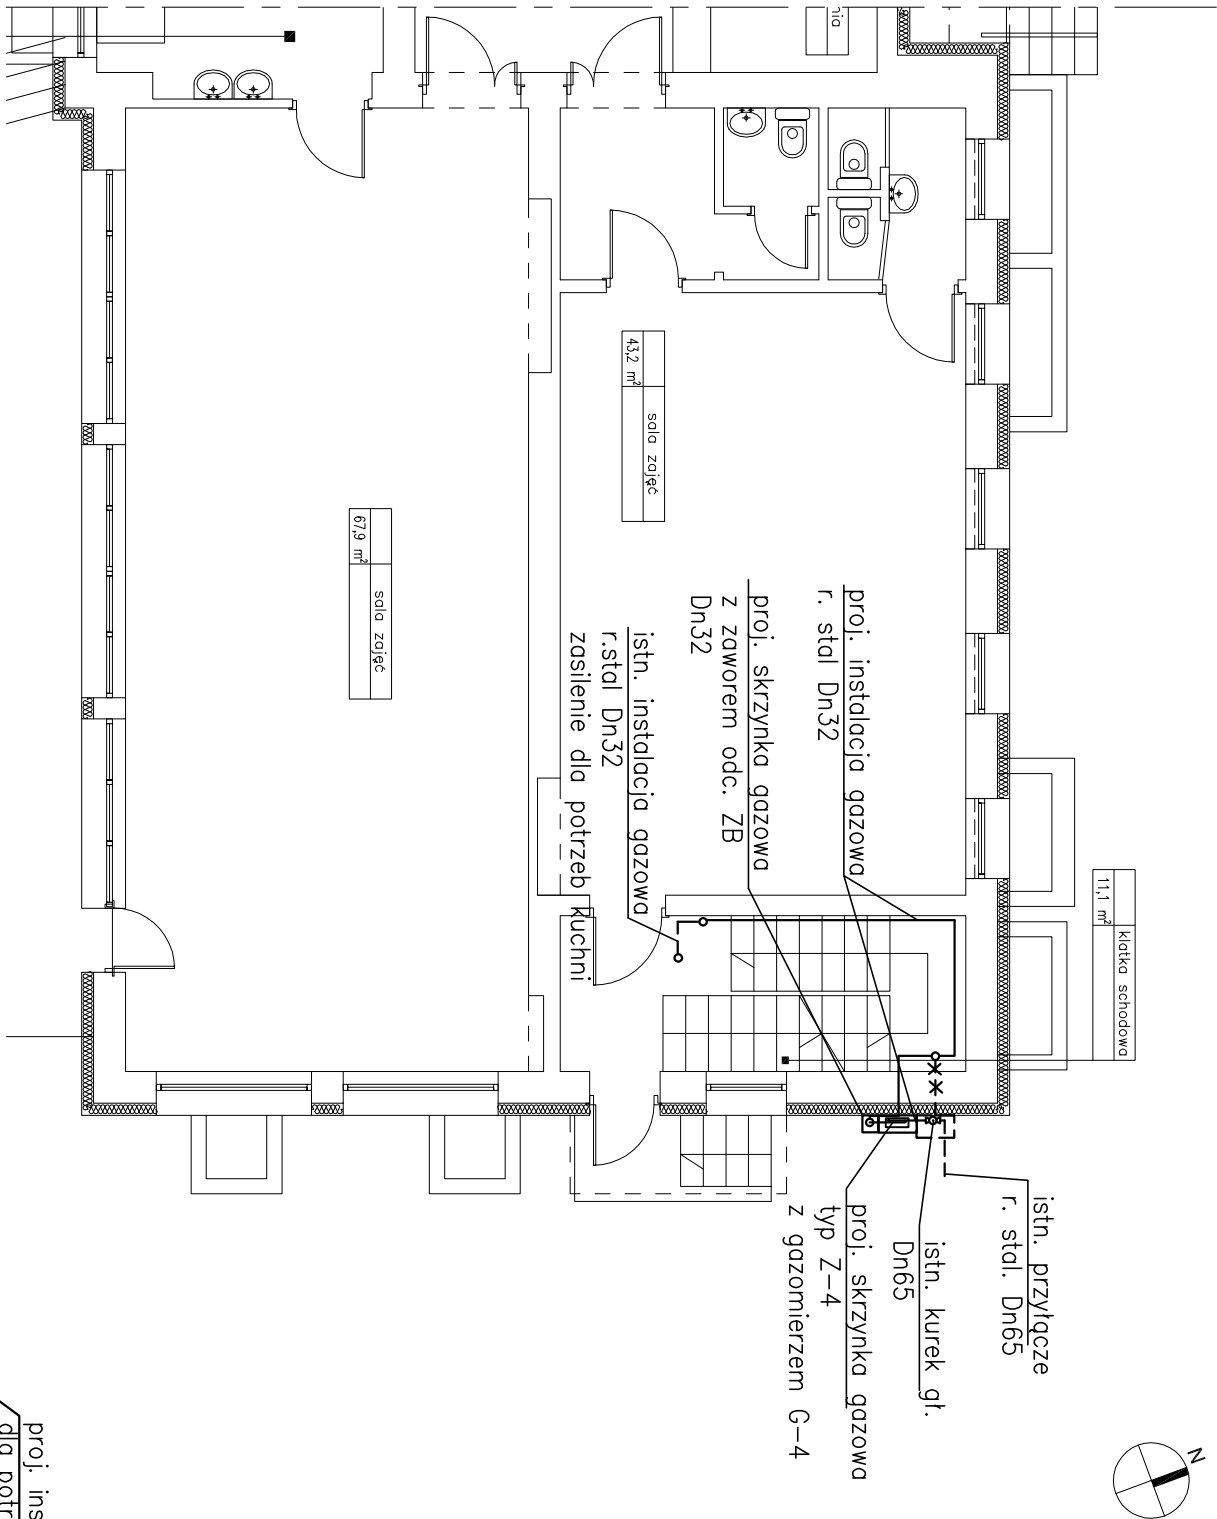 nia
43,2 m²
sala zajęć
67,9 m²
sala zajęć
11,1 m²
klatka schodowa
proj. instalacja gazowa
r. stal Dn32
proj. skrzynka gazowa
z zaworem odc. ZB
Dn32
istn. instalacja gazowa
r.stal Dn32
zasilenie dla potrzeb kuchni
istn. przyłącze
r. stal. Dn65
istn. kurek gł.
Dn65
proj. skrzynka gazowa
typ Z-4
z gazomierzem G-4
N
proj. ins
dla potr